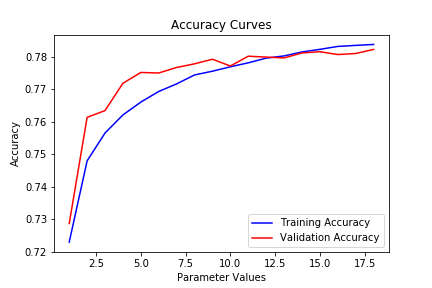 Accuracy Curves
Accuracy
0.78
0.77
0.76
0.75
0.74
0.73
0.72
2.5 5.0 7.5 10.0 12.5 15.0 17.5
Parameter Values
Training Accuracy
Validation Accuracy